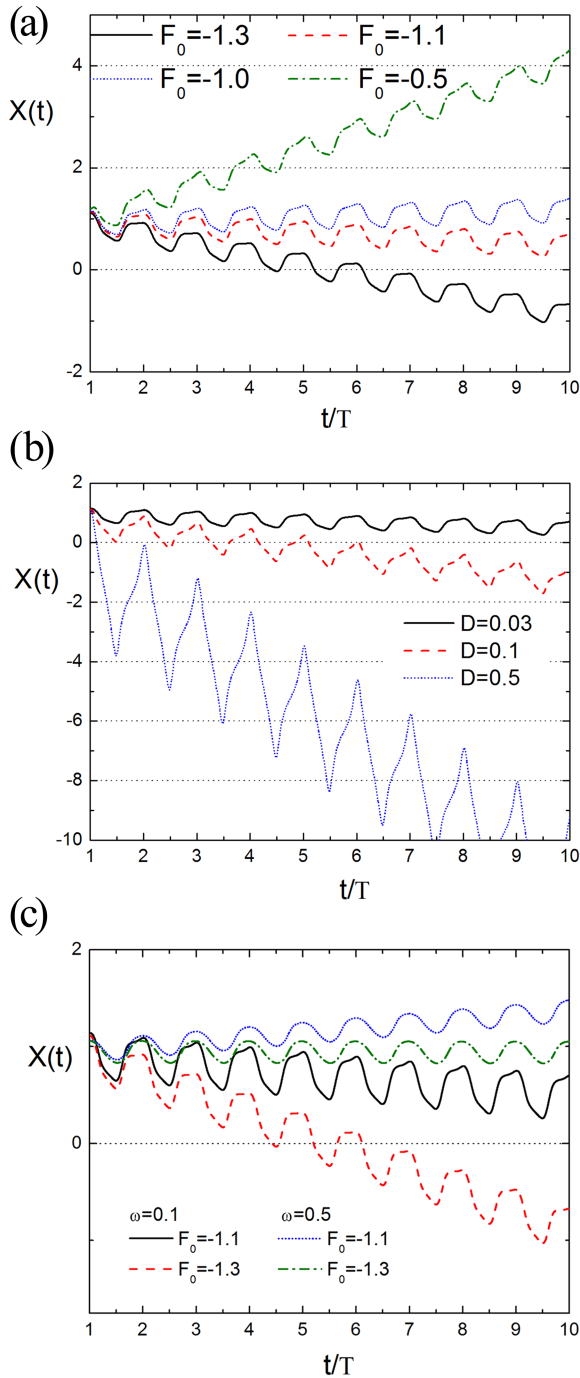 (a)
F₀=-1.3 F₀=-1.1
F₀=-1.0 F₀=-0.5
4
X(t)
2
0
-2
1 2 3 4 5 6 7 8 9 10
t/T
(b)
2
0
X(t)
-2
D=0.03
-4
D=0.1
D=0.5
-6
-8
-10
1 2 3 4 5 6 7 8 9 10
t/T
(c)
2
X(t)
0
ω=0.1 ω=0.5
F₀=-1.1 F₀=-1.1
F₀=-1.3 F₀=-1.3
1 2 3 4 5 6 7 8 9 10
t/T